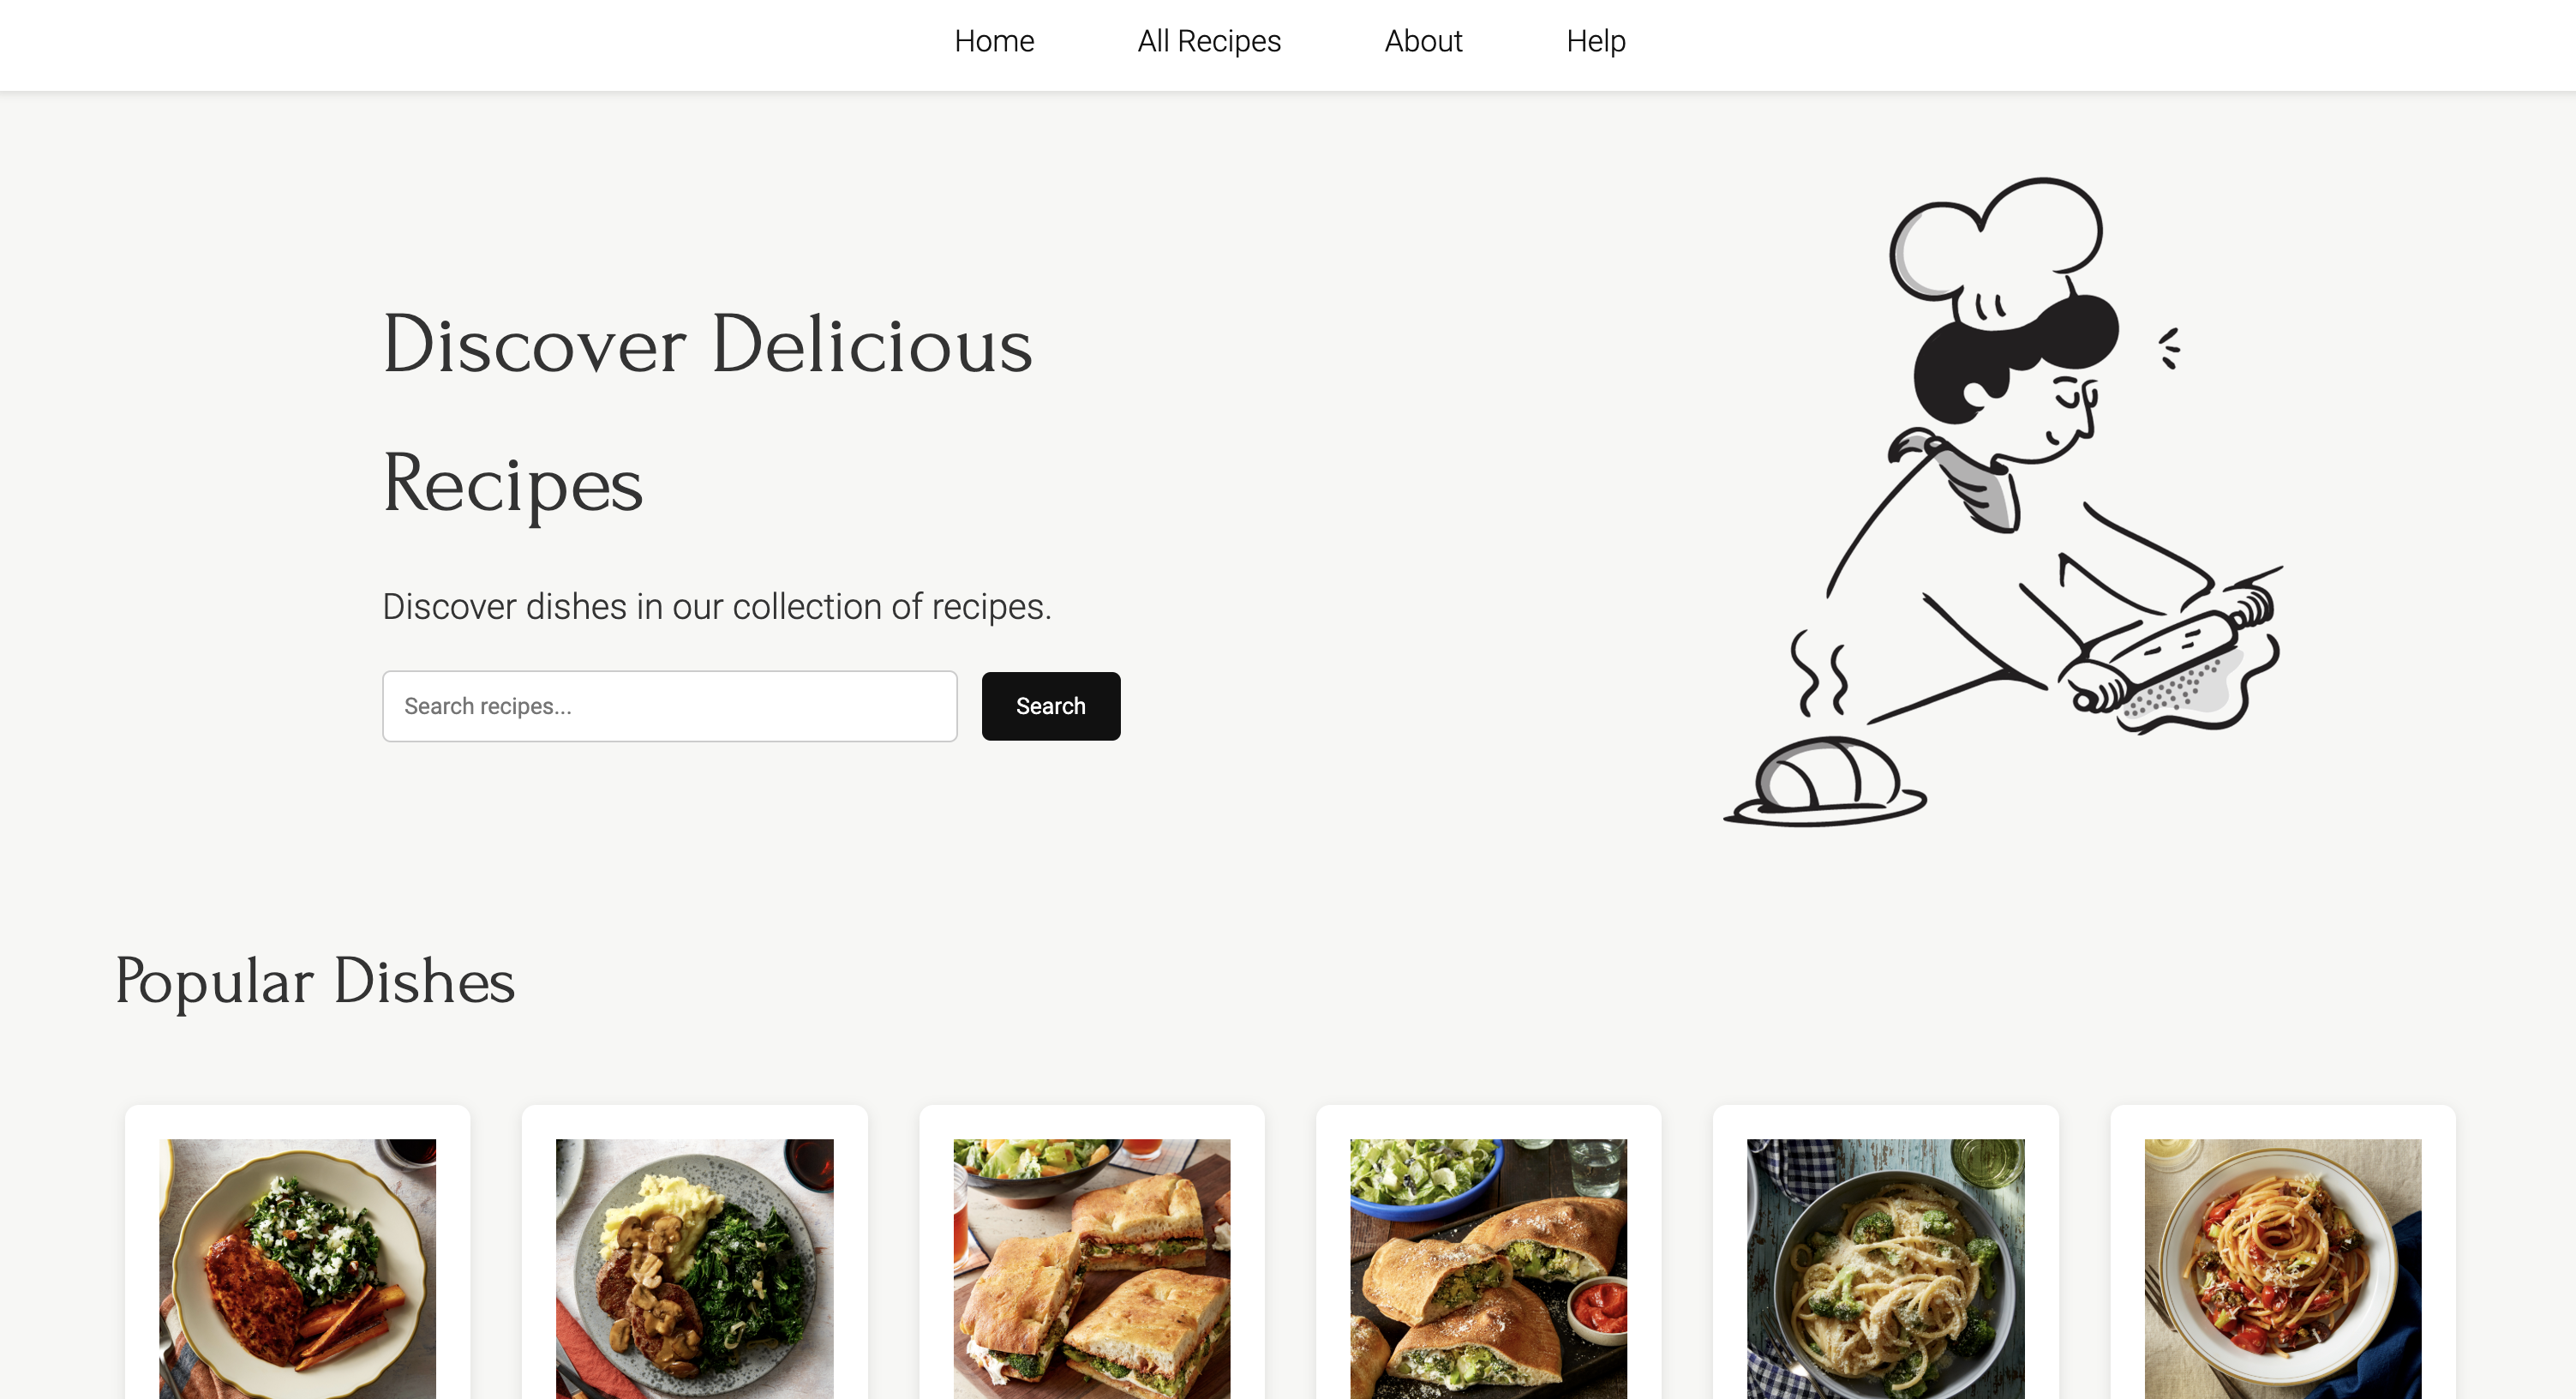 Home All Recipes About Help
Discover Delicious
Recipes
Discover dishes in our collection of recipes.
Search recipes... Search
Popular Dishes